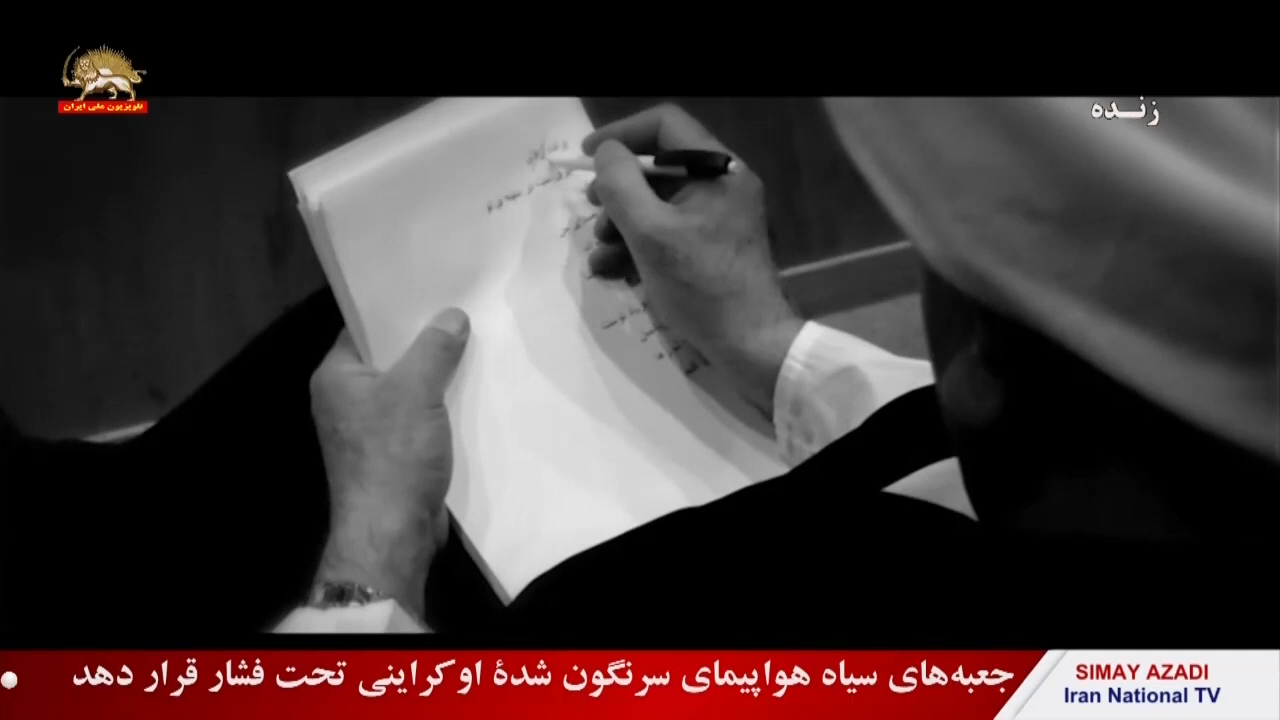 تلویزیون ملی ایران
زنده
جعبه‌های سیاه هواپیمای سرنگون شدهٔ اوکراینی تحت فشار قرار دهد
SIMAY AZADI
Iran National TV